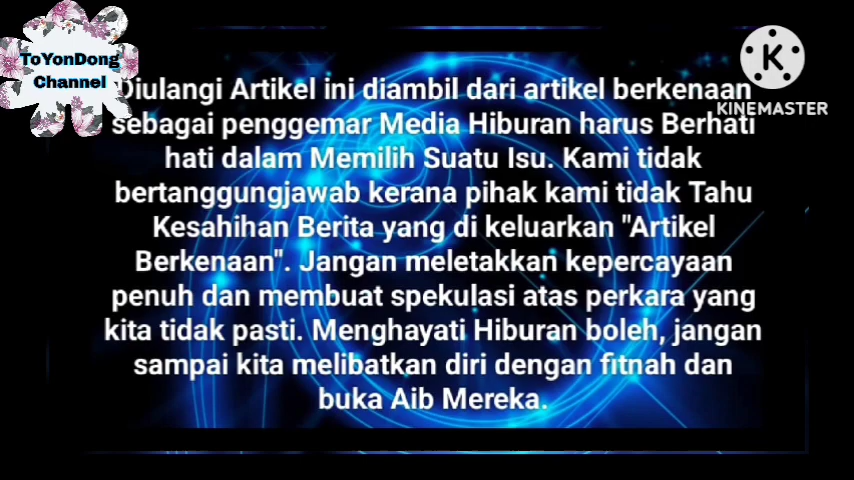 ToYonDong
Channel
KINEMASTER
Diulangi Artikel ini diambil dari artikel berkenaan
sebagai penggemar Media Hiburan harus Berhati
hati dalam Memilih Suatu Isu. Kami tidak
bertanggungjawab kerana pihak kami tidak Tahu
Kesahihan Berita yang di keluarkan "Artikel
Berkenaan". Jangan meletakkan kepercayaan
penuh dan membuat spekulasi atas perkara yang
kita tidak pasti. Menghayati Hiburan boleh, jangan
sampai kita melibatkan diri dengan fitnah dan
buka Aib Mereka.